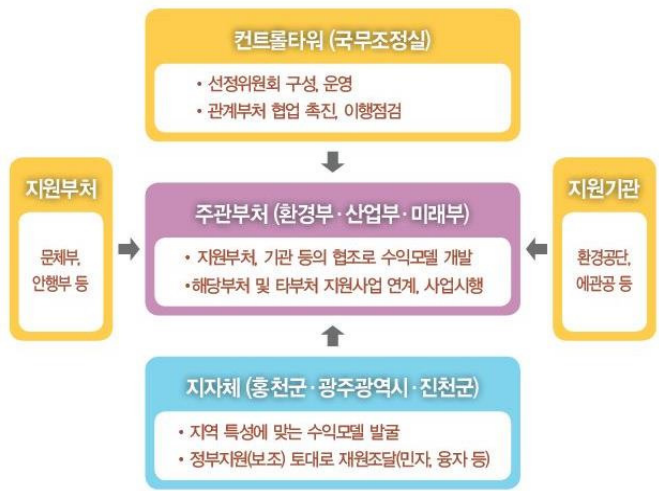 컨트롤타워 (국무조정실)
• 선정위원회 구성, 운영
• 관계부처 협업 촉진, 이행점검
지원부처
문체부,
안행부 등
주관부처 (환경부·산업부·미래부)
• 지원부처, 기관 등의 협조로 수익모델 개발
•해당부처 및 타부처 지원사업 연계, 사업시행
지원기관
환경공단,
에관공 등
지자체 (홍천군·광주광역시·진천군)
• 지역 특성에 맞는 수익모델 발굴
• 정부지원(보조) 토대로 재원조달(민자, 융자 등)